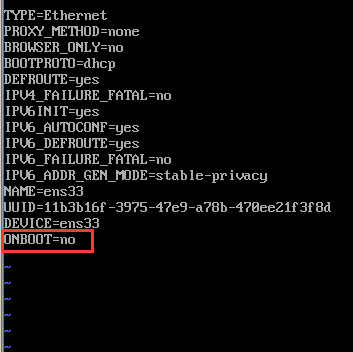 TYPE=Ethernet
PROXY_METHOD=none
BROWSER_ONLY=no
BOOTPROTO=dhcp
DEFROUTE=yes
IPV4_FAILURE_FATAL=no
IPV6INIT=yes
IPV6_AUTOCONF=yes
IPV6_DEFROUTE=yes
IPV6_FAILURE_FATAL=no
IPV6_ADDR_GEN_MODE=stable-privacy
NAME=ens33
UUID=11b3b16f-3975-47e9-a78b-470ee21f3f8d
DEVICE=ens33
ONBOOT=no
~
~
~
~
~
~